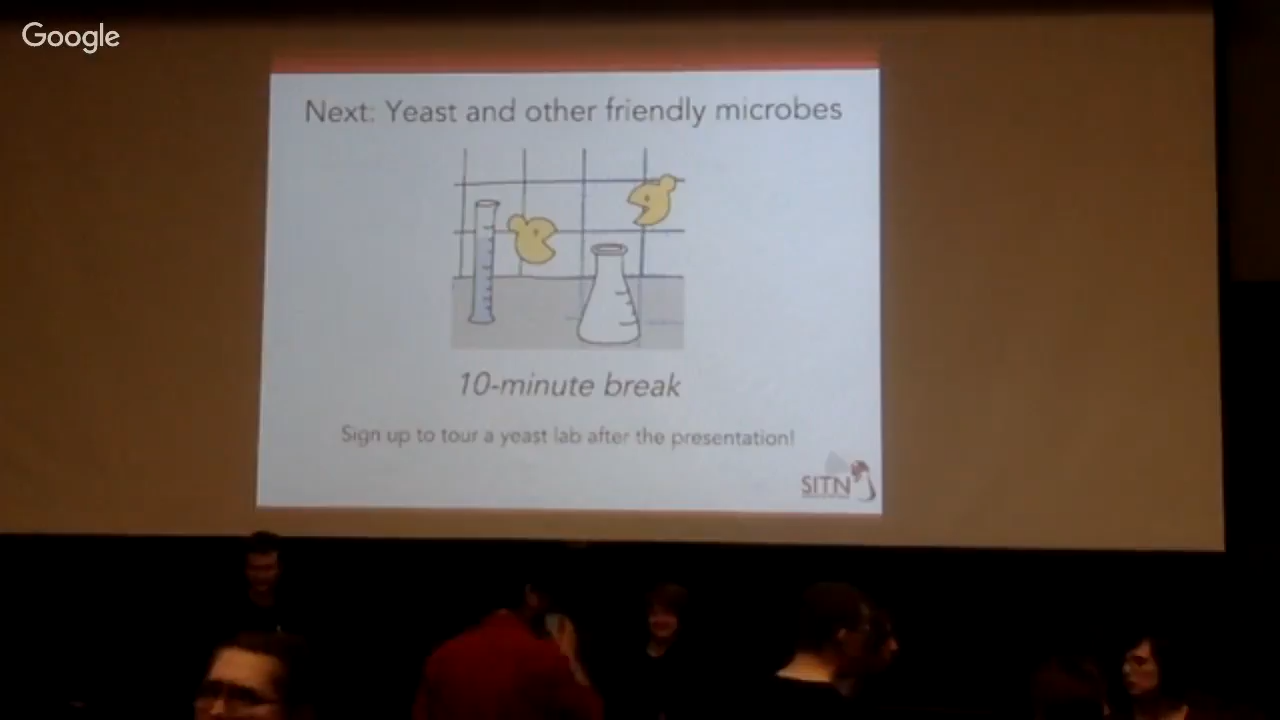 Google
Next: Yeast and other friendly microbes
10-minute break
Sign up to tour a yeast lab after the presentation!
SITN